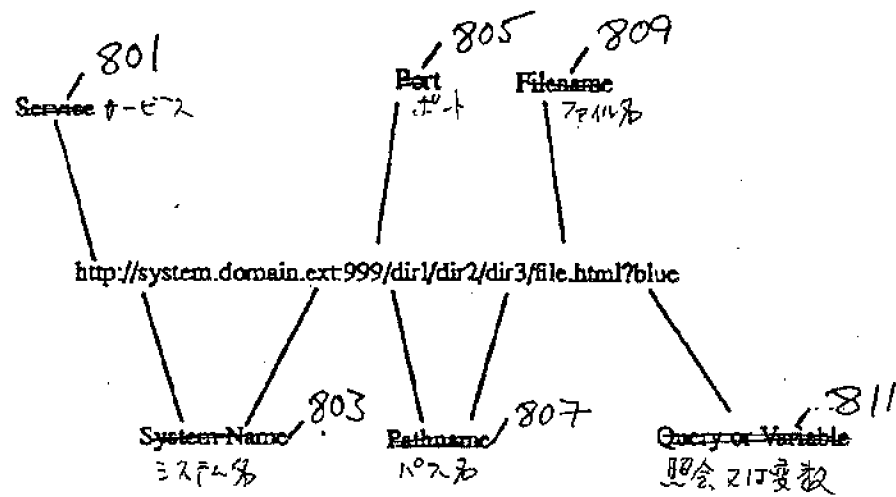 801
805
809
Service サービス
Port
ポート
Filename
ファイル名
http://system.domain.ext:999/dir1/dir2/dir3/file.html?blue
803
807
811
System Name
システム名
Pathname
パス名
Query or Variable
照会又は変数